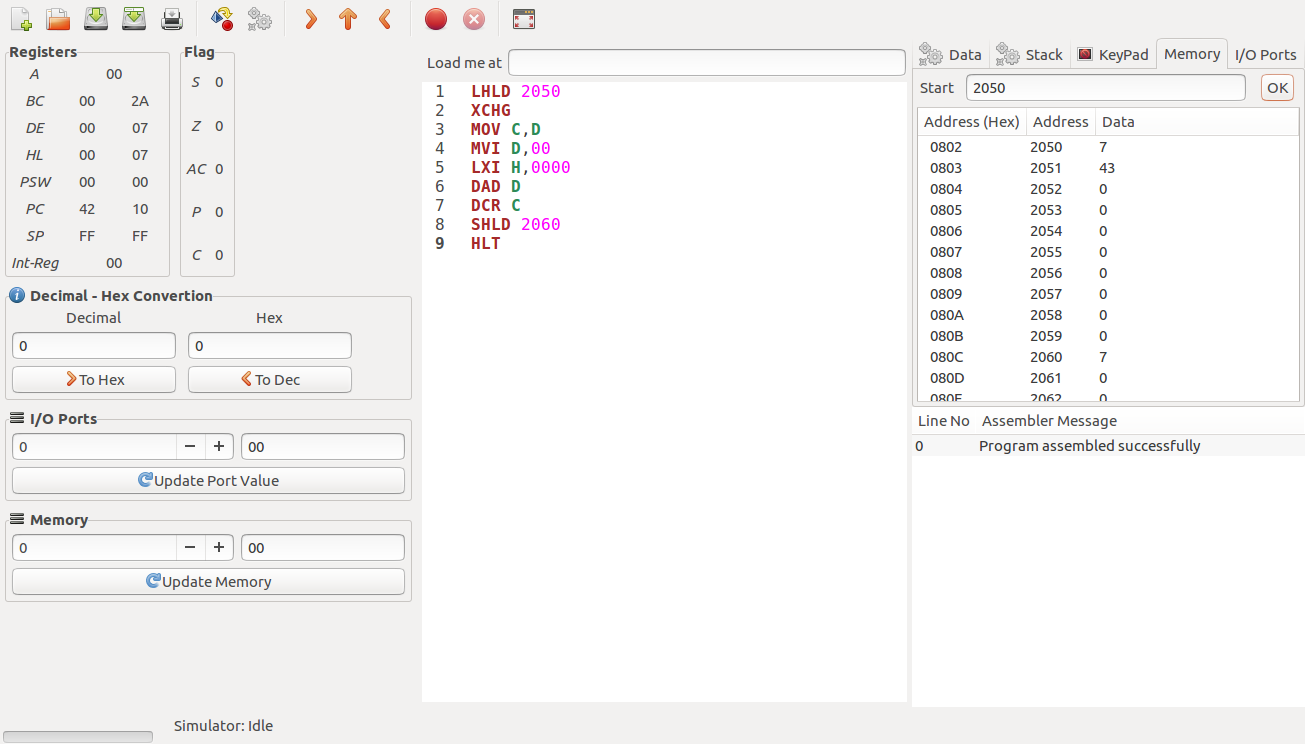 Registers
A 00
BC 00 2A
DE 00 07
HL 00 07
PSW 00 00
PC 42 10
SP FF FF
Int-Reg 00
Flag
S 0
Z 0
AC 0
P 0
C 0
Decimal - Hex Convertion
Decimal Hex
0 0
To Hex To Dec
I/O Ports
0 − + 00
Update Port Value
Memory
0 − + 00
Update Memory
Simulator: Idle
Load me at
1 LHLD 2050
2 XCHG
3 MOV C,D
4 MVI D,00
5 LXI H,0000
6 DAD D
7 DCR C
8 SHLD 2060
9 HLT
Data Stack KeyPad Memory I/O Ports
Start 2050 OK
Address (Hex) Address Data
0802 2050 7
0803 2051 43
0804 2052 0
0805 2053 0
0806 2054 0
0807 2055 0
0808 2056 0
0809 2057 0
080A 2058 0
080B 2059 0
080C 2060 7
080D 2061 0
080E 2062 0
Line No Assembler Message
0 Program assembled successfully